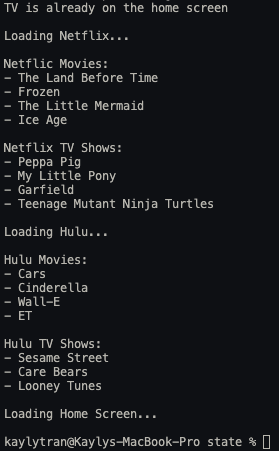 TV is already on the home screen
Loading Netflix...
Netflic Movies:
- The Land Before Time
- Frozen
- The Little Mermaid
- Ice Age
Netflix TV Shows:
- Peppa Pig
- My Little Pony
- Garfield
- Teenage Mutant Ninja Turtles
Loading Hulu...
Hulu Movies:
- Cars
- Cinderella
- Wall-E
- ET
Hulu TV Shows:
- Sesame Street
- Care Bears
- Looney Tunes
Loading Home Screen...
kaylytran@Kaylys-MacBook-Pro state %